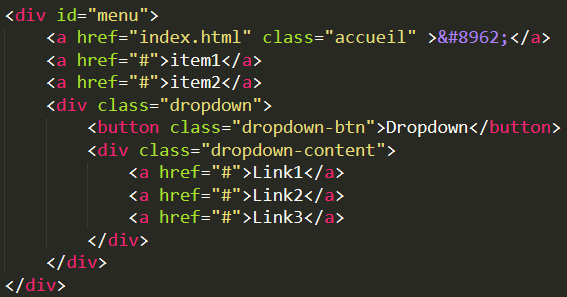 <div id="menu">
    <a href="index.html" class="accueil" >&#8962;</a>
    <a href="#">item1</a>
    <a href="#">item2</a>
    <div class="dropdown">
        <button class="dropdown-btn">Dropdown</button>
        <div class="dropdown-content">
            <a href="#">Link1</a>
            <a href="#">Link2</a>
            <a href="#">Link3</a>
        </div>
    </div>
</div>